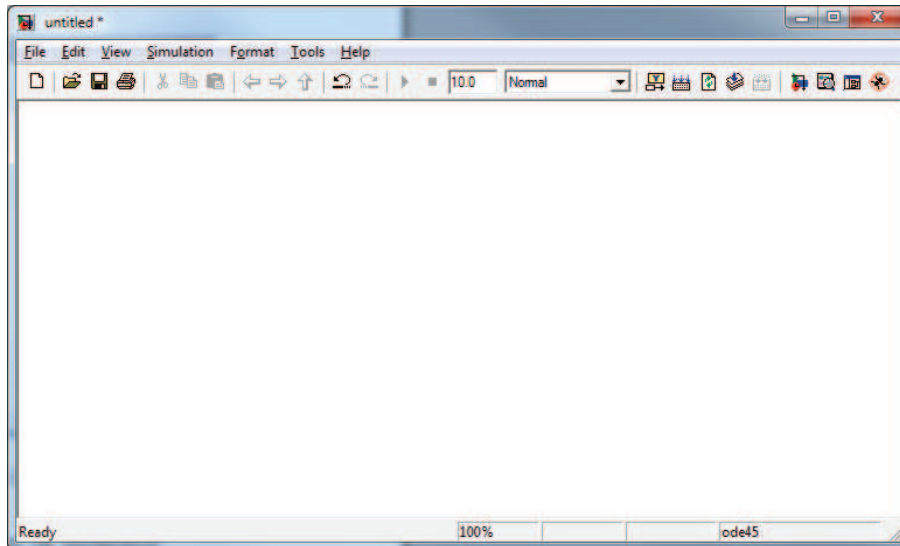 untitled *
File Edit View Simulation Format Tools Help
10.0 Normal
Ready 100% ode45